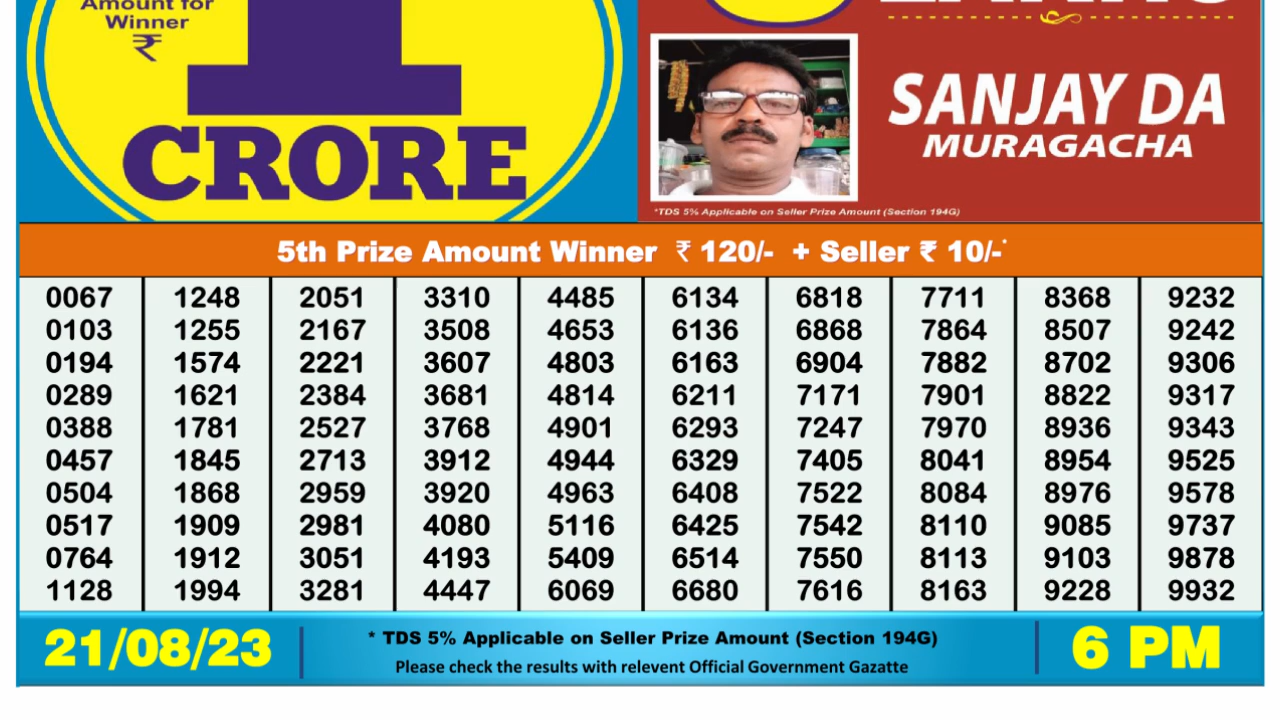 Amount for
Winner
₹
1
CRORE
SANJAY DA
MURAGACHA
*TDS 5% Applicable on Seller Prize Amount (Section 194G)
5th Prize Amount Winner ₹ 120/- + Seller ₹ 10/-*
0067 1248 2051 3310 4485 6134 6818 7711 8368 9232
0103 1255 2167 3508 4653 6136 6868 7864 8507 9242
0194 1574 2221 3607 4803 6163 6904 7882 8702 9306
0289 1621 2384 3681 4814 6211 7171 7901 8822 9317
0388 1781 2527 3768 4901 6293 7247 7970 8936 9343
0457 1845 2713 3912 4944 6329 7405 8041 8954 9525
0504 1868 2959 3920 4963 6408 7522 8084 8976 9578
0517 1909 2981 4080 5116 6425 7542 8110 9085 9737
0764 1912 3051 4193 5409 6514 7550 8113 9103 9878
1128 1994 3281 4447 6069 6680 7616 8163 9228 9932
21/08/23
* TDS 5% Applicable on Seller Prize Amount (Section 194G)
Please check the results with relevent Official Government Gazatte
6 PM